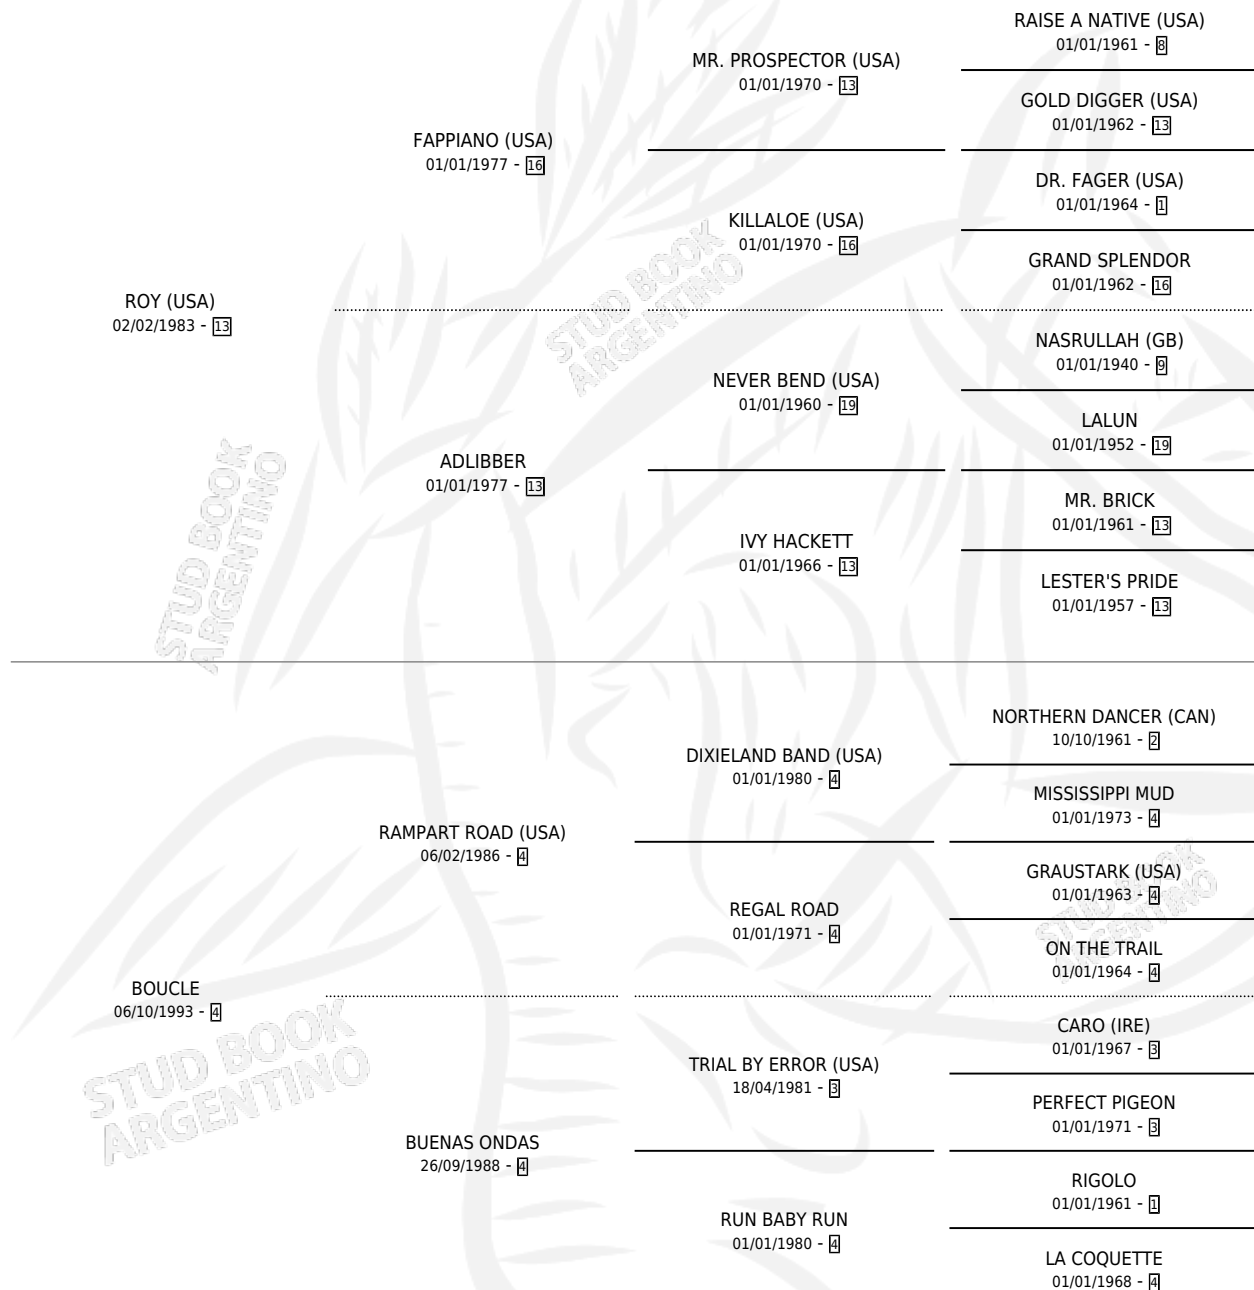 RAISE A NATIVE (USA)
01/01/1961 - 8
MR. PROSPECTOR (USA)
01/01/1970 - 13
GOLD DIGGER (USA)
01/01/1962 - 13
FAPPIANO (USA)
01/01/1977 - 16
DR. FAGER (USA)
01/01/1964 - 1
KILLALOE (USA)
01/01/1970 - 16
GRAND SPLENDOR
01/01/1962 - 16
ROY (USA)
02/02/1983 - 13
NASRULLAH (GB)
01/01/1940 - 9
NEVER BEND (USA)
01/01/1960 - 19
LALUN
01/01/1952 - 19
ADLIBBER
01/01/1977 - 13
MR. BRICK
01/01/1961 - 13
IVY HACKETT
01/01/1966 - 13
LESTER'S PRIDE
01/01/1957 - 13
NORTHERN DANCER (CAN)
10/10/1961 - 2
DIXIELAND BAND (USA)
01/01/1980 - 4
MISSISSIPPI MUD
01/01/1973 - 4
RAMPART ROAD (USA)
06/02/1986 - 4
GRAUSTARK (USA)
01/01/1963 - 4
REGAL ROAD
01/01/1971 - 4
ON THE TRAIL
01/01/1964 - 4
BOUCLE
06/10/1993 - 4
CARO (IRE)
01/01/1967 - 3
TRIAL BY ERROR (USA)
18/04/1981 - 3
PERFECT PIGEON
01/01/1971 - 3
BUENAS ONDAS
26/09/1988 - 4
RIGOLO
01/01/1961 - 1
RUN BABY RUN
01/01/1980 - 4
LA COQUETTE
01/01/1968 - 4
STUD BOOK
ARGENTINO
STUD BOOK
ARGENTINO
STUD BOOK
ARGENTINO
STUD BOOK
ARGENTINO